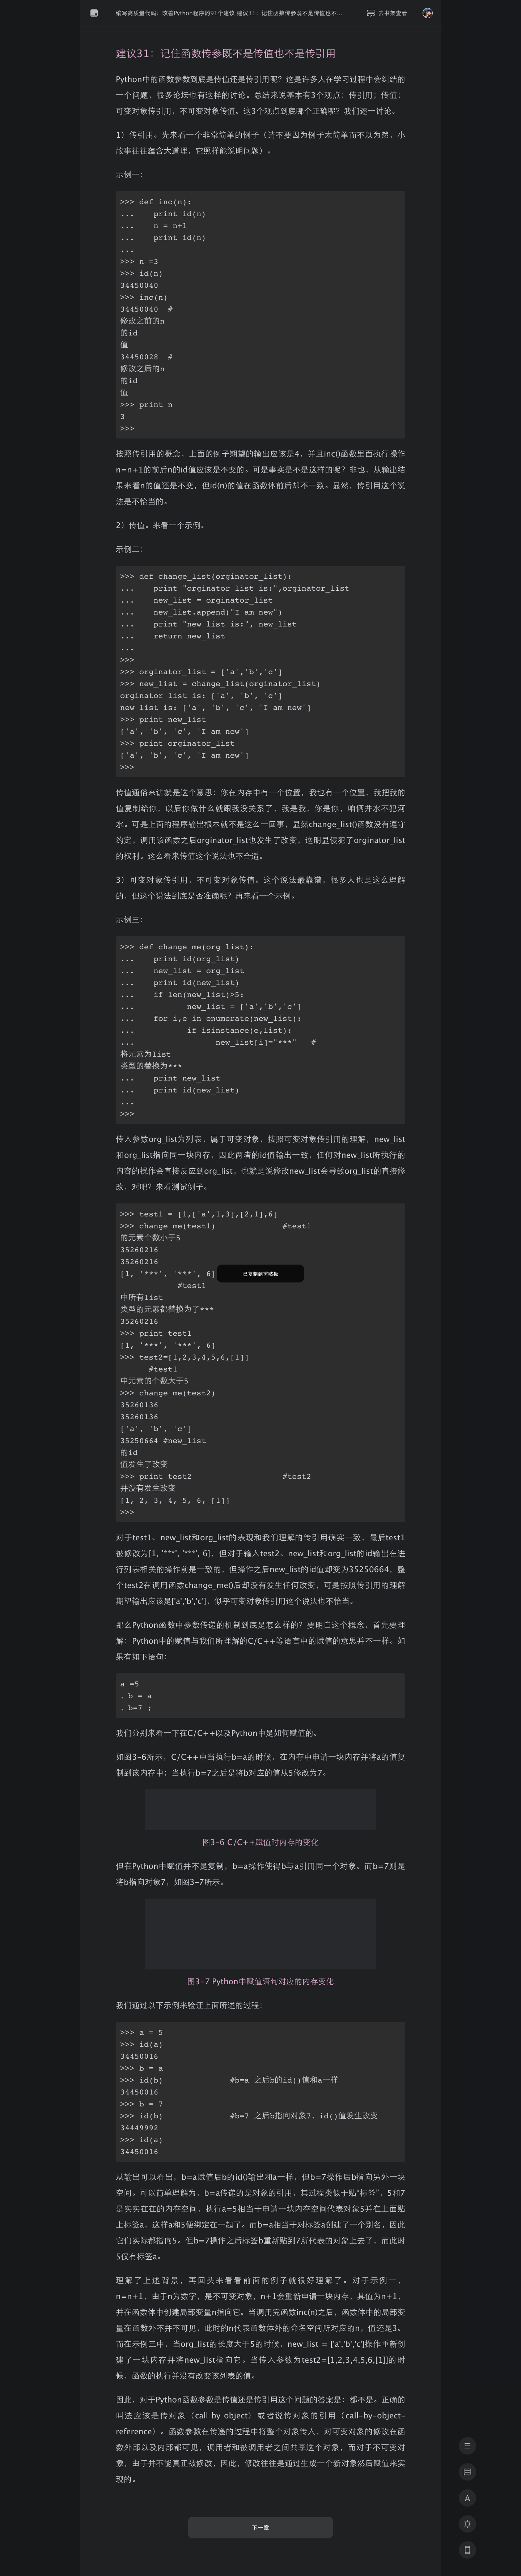 编写高质量代码：改善Python程序的91个建议 建议31：记住函数传参既不是传值也不...
去书架查看
建议31：记住函数传参既不是传值也不是传引用
Python中的函数参数到底是传值还是传引用呢？这是许多人在学习过程中会纠结的
一个问题，很多论坛也有这样的讨论。总结来说基本有3个观点：传引用；传值；
可变对象传引用，不可变对象传值。这3个观点到底哪个正确呢？我们逐一讨论。
1）传引用。先来看一个非常简单的例子（请不要因为例子太简单而不以为然，小
故事往往蕴含大道理，它照样能说明问题）。
示例一：
>>> def inc(n):
...    print id(n)
...    n = n+1
...    print id(n)
...
>>> n =3
>>> id(n)
34450040
>>> inc(n)
34450040  #
修改之前的n
的id
值
34450028  #
修改之后的n
的id
值
>>> print n
3
>>>
按照传引用的概念，上面的例子期望的输出应该是4，并且inc()函数里面执行操作
n=n+1的前后n的id值应该是不变的。可是事实是不是这样的呢？非也，从输出结
果来看n的值还是不变，但id(n)的值在函数体前后却不一致。显然，传引用这个说
法是不恰当的。
2）传值。来看一个示例。
示例二：
>>> def change_list(orginator_list):
...    print "orginator list is:",orginator_list
...    new_list = orginator_list
...    new_list.append("I am new")
...    print "new list is:", new_list
...    return new_list
...
>>>
>>> orginator_list = ['a','b','c']
>>> new_list = change_list(orginator_list)
orginator list is: ['a', 'b', 'c']
new list is: ['a', 'b', 'c', 'I am new']
>>> print new_list
['a', 'b', 'c', 'I am new']
>>> print orginator_list
['a', 'b', 'c', 'I am new']
>>>
传值通俗来讲就是这个意思：你在内存中有一个位置，我也有一个位置，我把我的
值复制给你，以后你做什么就跟我没关系了，我是我，你是你，咱俩井水不犯河
水。可是上面的程序输出根本就不是这么一回事，显然change_list()函数没有遵守
约定，调用该函数之后orginator_list也发生了改变，这明显侵犯了orginator_list
的权利。这么看来传值这个说法也不合适。
3）可变对象传引用，不可变对象传值。这个说法最靠谱，很多人也是这么理解
的，但这个说法到底是否准确呢？再来看一个示例。
示例三：
>>> def change_me(org_list):
...    print id(org_list)
...    new_list = org_list
...    print id(new_list)
...    if len(new_list)>5:
...           new_list = ['a','b','c']
...    for i,e in enumerate(new_list):
...           if isinstance(e,list):
...                 new_list[i]="***"   #
将元素为list
类型的替换为***
...    print new_list
...    print id(new_list)
...
>>>
传入参数org_list为列表，属于可变对象，按照可变对象传引用的理解，new_list
和org_list指向同一块内存，因此两者的id值输出一致，任何对new_list所执行的
内容的操作会直接反应到org_list，也就是说修改new_list会导致org_list的直接修
改，对吧？来看测试例子。
>>> test1 = [1,['a',1,3],[2,1],6]
>>> change_me(test1)              #test1
的元素个数小于5
35260216
35260216
[1, '***', '***', 6]
已复制到剪贴板
#test1
中所有list
类型的元素都替换为了***
35260216
>>> print test1
[1, '***', '***', 6]
>>> test2=[1,2,3,4,5,6,[1]]
#test1
中元素的个数大于5
>>> change_me(test2)
35260136
35260136
['a', 'b', 'c']
35250664 #new_list
的id
值发生了改变
>>> print test2                   #test2
并没有发生改变
[1, 2, 3, 4, 5, 6, [1]]
>>>
对于test1、new_list和org_list的表现和我们理解的传引用确实一致，最后test1
被修改为[1, '***', '***', 6]，但对于输入test2、new_list和org_list的id输出在进
行列表相关的操作前是一致的，但操作之后new_list的id值却变为35250664，整
个test2在调用函数change_me()后却没有发生任何改变，可是按照传引用的理解
期望输出应该是['a','b','c']，似乎可变对象传引用这个说法也不恰当。
那么Python函数中参数传递的机制到底是怎么样的？要明白这个概念，首先要理
解：Python中的赋值与我们所理解的C/C++等语言中的赋值的意思并不一样。如
果有如下语句：
a =5
. b = a
. b=7 ;
我们分别来看一下在C/C++以及Python中是如何赋值的。
如图3-6所示，C/C++中当执行b=a的时候，在内存中申请一块内存并将a的值复
制到该内存中；当执行b=7之后是将b对应的值从5修改为7。
图3-6 C/C++赋值时内存的变化
但在Python中赋值并不是复制，b=a操作使得b与a引用同一个对象。而b=7则是
将b指向对象7，如图3-7所示。
图3-7 Python中赋值语句对应的内存变化
我们通过以下示例来验证上面所述的过程：
>>> a = 5
>>> id(a)
34450016
>>> b = a
>>> id(b)              #b=a 之后b的id()值和a一样
34450016
>>> b = 7
>>> id(b)              #b=7 之后b指向对象7，id()值发生改变
34449992
>>> id(a)
34450016
从输出可以看出，b=a赋值后b的id()输出和a一样，但b=7操作后b指向另外一块
空间。可以简单理解为，b=a传递的是对象的引用，其过程类似于贴“标签”，5和7
是实实在在的内存空间，执行a=5相当于申请一块内存空间代表对象5并在上面贴
上标签a，这样a和5便绑定在一起了。而b=a相当于对标签a创建了一个别名，因此
它们实际都指向5。但b=7操作之后标签b重新贴到7所代表的对象上去了，而此时
5仅有标签a。
理解了上述背景，再回头来看看前面的例子就很好理解了。对于示例一，
n=n+1，由于n为数字，是不可变对象，n+1会重新申请一块内存，其值为n+1，
并在函数体中创建局部变量n指向它。当调用完函数inc(n)之后，函数体中的局部变
量在函数外不并不可见，此时的n代表函数体外的命名空间所对应的n，值还是3。
而在示例三中，当org_list的长度大于5的时候，new_list = ['a','b','c']操作重新创
建了一块内存并将new_list指向它。当传入参数为test2=[1,2,3,4,5,6,[1]]的时
候，函数的执行并没有改变该列表的值。
因此，对于Python函数参数是传值还是传引用这个问题的答案是：都不是。正确的
叫法应该是传对象（call by object）或者说传对象的引用（call-by-object-
reference）。函数参数在传递的过程中将整个对象传入，对可变对象的修改在函
数外部以及内部都可见，调用者和被调用者之间共享这个对象，而对于不可变对
象，由于并不能真正被修改，因此，修改往往是通过生成一个新对象然后赋值来实
现的。
下一章
A